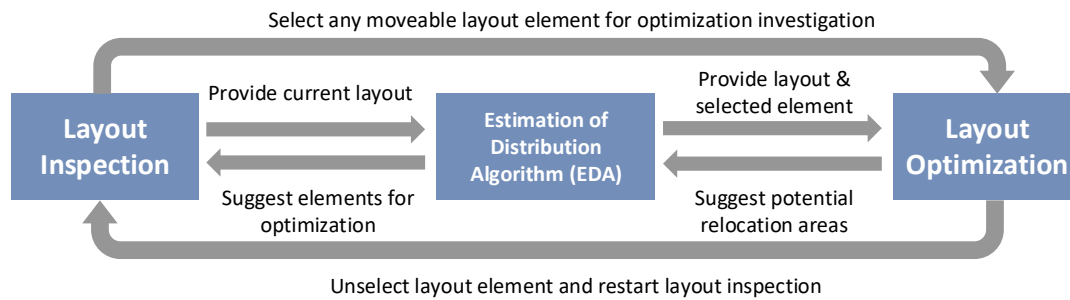 Select any moveable layout element for optimization investigation
Layout
Inspection
Provide current layout
Suggest elements for
optimization
Estimation of
Distribution
Algorithm (EDA)
Provide layout &
selected element
Suggest potential
relocation areas
Layout
Optimization
Unselect layout element and restart layout inspection